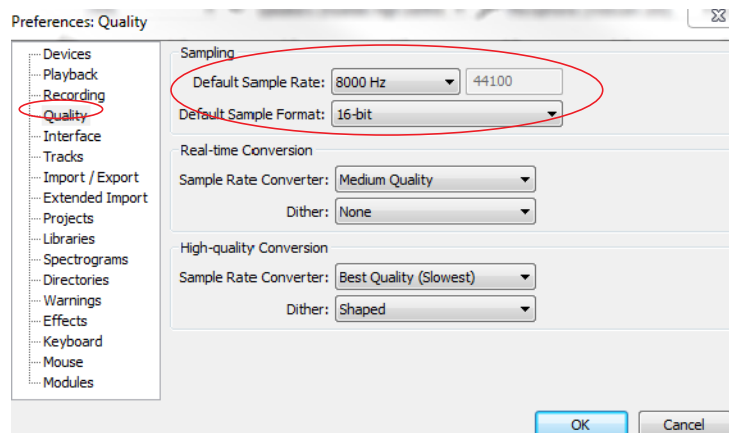 Preferences: Quality
Devices
Playback
Recording
Quality
Interface
Tracks
Import / Export
Extended Import
Projects
Libraries
Spectrograms
Directories
Warnings
Effects
Keyboard
Mouse
Modules
Sampling
Default Sample Rate: 8000 Hz 44100
Default Sample Format: 16-bit
Real-time Conversion
Sample Rate Converter: Medium Quality
Dither: None
High-quality Conversion
Sample Rate Converter: Best Quality (Slowest)
Dither: Shaped
OK Cancel